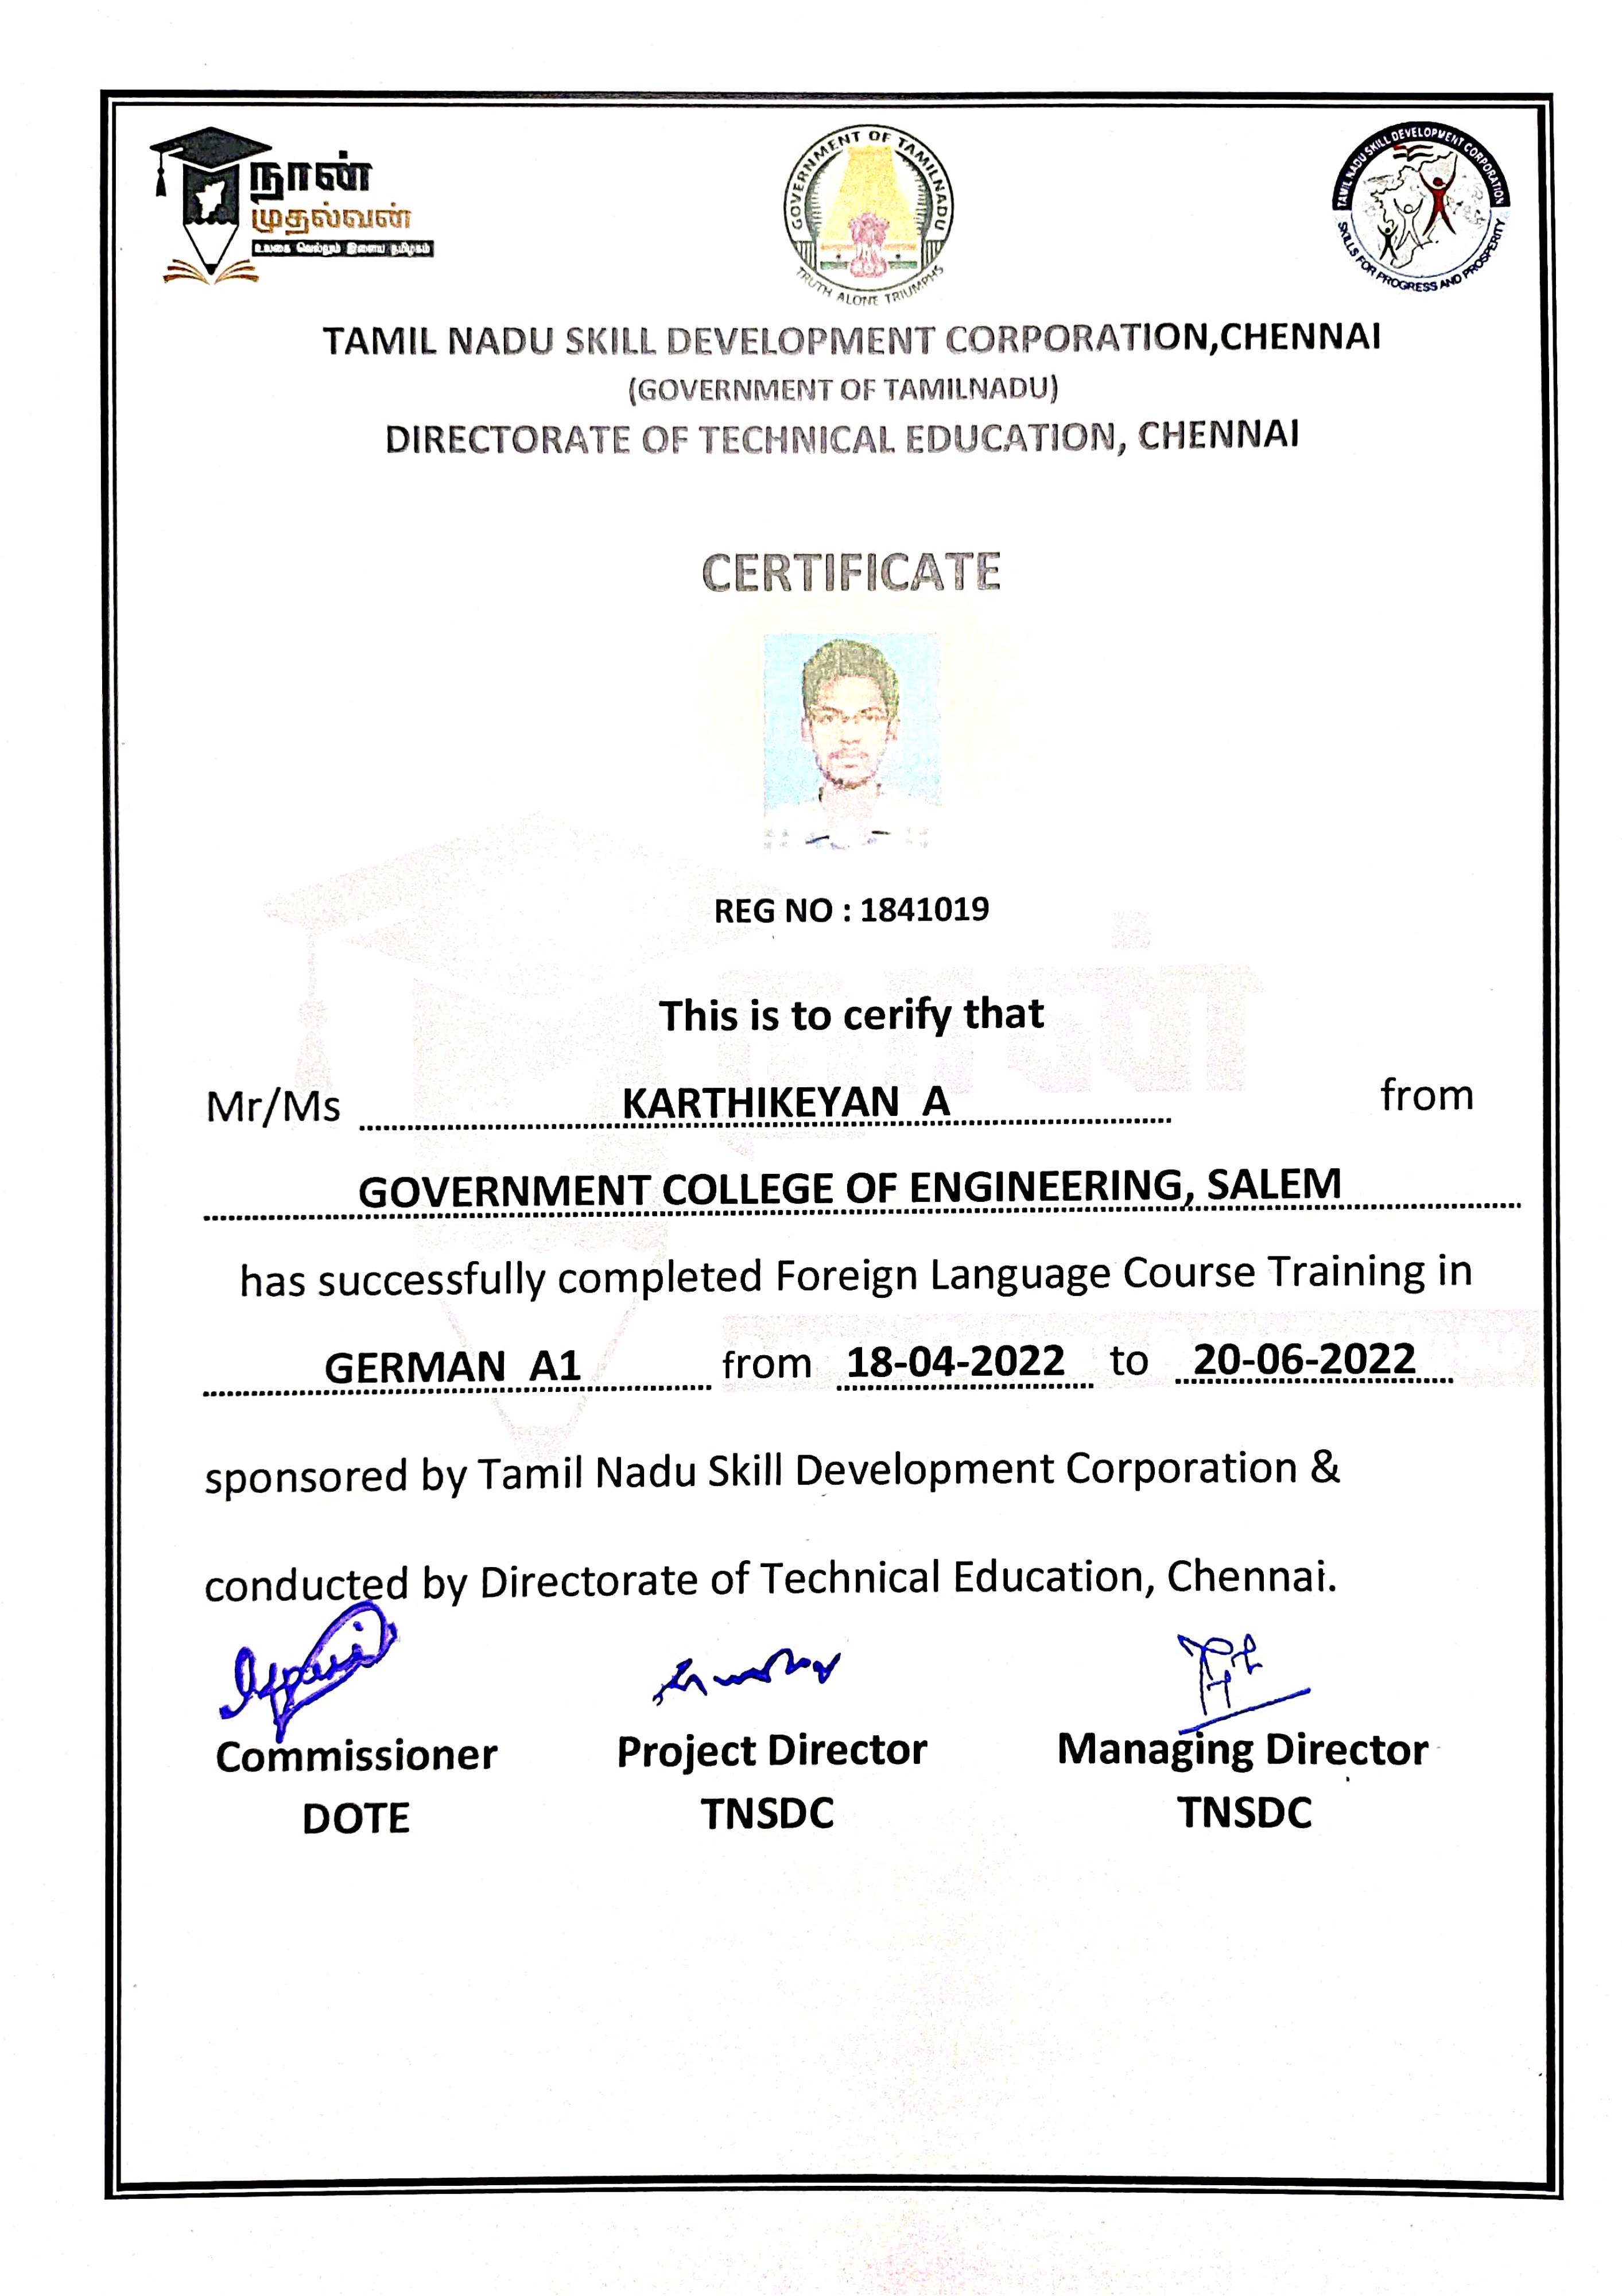 நான்
முதல்வன்
உலகை வெல்லும் இளைய தமிழகம்
GOVERNMENT OF TAMILNADU
TRUTH ALONE TRIUMPHS
TAMIL NADU SKILL DEVELOPMENT CORPORATION
SKILLS FOR PROGRESS AND PROSPERITY
TAMIL NADU SKILL DEVELOPMENT CORPORATION,CHENNAI
(GOVERNMENT OF TAMILNADU)
DIRECTORATE OF TECHNICAL EDUCATION, CHENNAI
CERTIFICATE
REG NO : 1841019
This is to cerify that
Mr/Ms KARTHIKEYAN A from
GOVERNMENT COLLEGE OF ENGINEERING, SALEM
has successfully completed Foreign Language Course Training in
GERMAN A1 from 18-04-2022 to 20-06-2022
sponsored by Tamil Nadu Skill Development Corporation &
conducted by Directorate of Technical Education, Chennai.
Commissioner Project Director Managing Director
DOTE TNSDC TNSDC